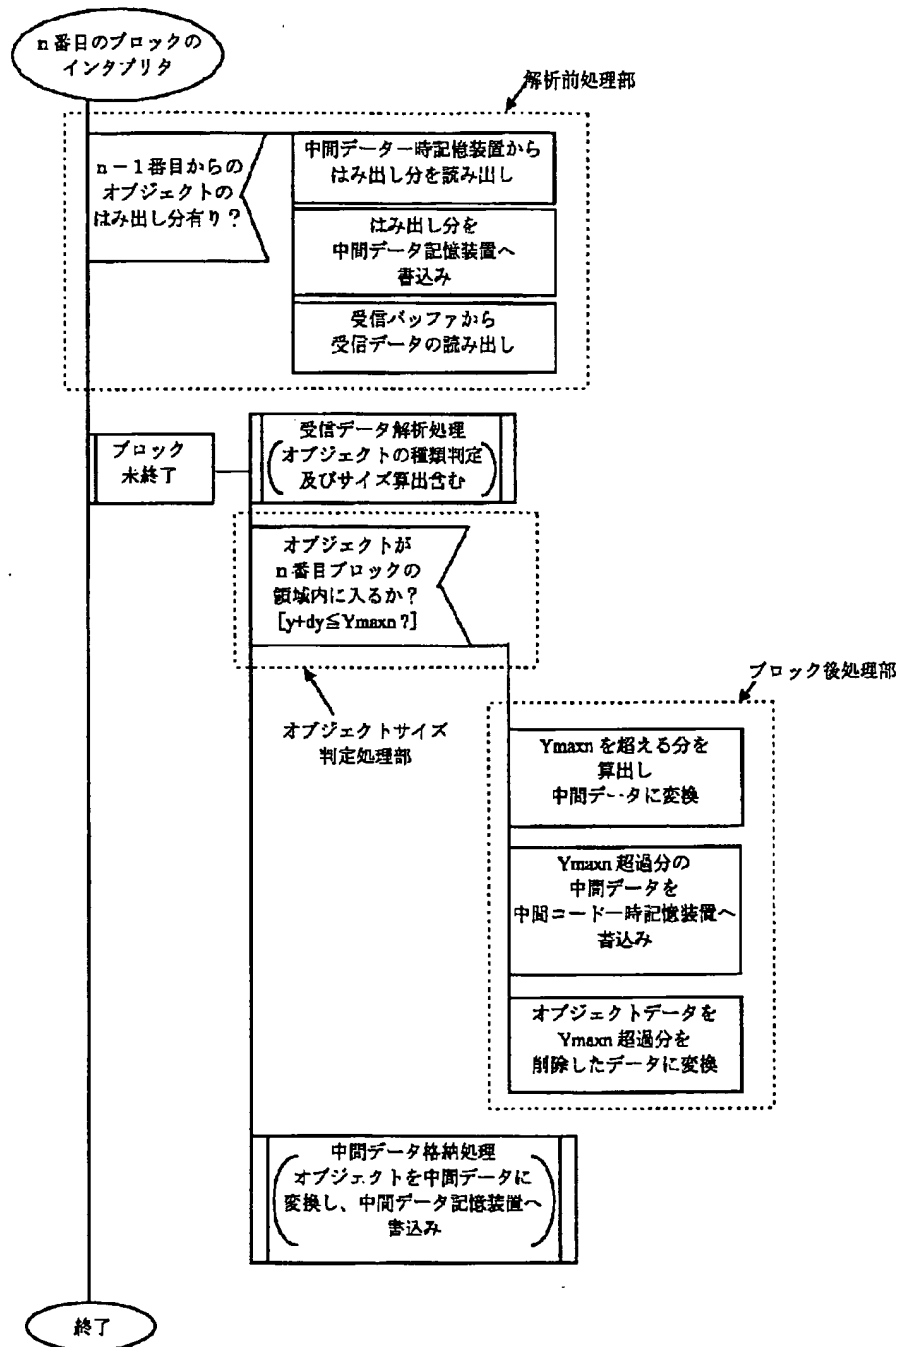 n番目のブロックの
インタプリタ
解析前処理部
n－1番目からの
オブジェクトの
はみ出し分有り？
中間データ一時記憶装置から
はみ出し分を読み出し
はみ出し分を
中間データ記憶装置へ
書込み
受信バッファから
受信データの読み出し
ブロック
未終了
受信データ解析処理
オブジェクトの種類判定
及びサイズ算出含む
オブジェクトが
n番目ブロックの
領域内に入るか？
[y+dy≦Ymaxn?]
オブジェクトサイズ
判定処理部
ブロック後処理部
Ymaxnを超える分を
算出し
中間データに変換
Ymaxn超過分の
中間データを
中間コード一時記憶装置へ
書込み
オブジェクトデータを
Ymaxn超過分を
削除したデータに変換
中間データ格納処理
オブジェクトを中間データに
変換し、中間データ記憶装置へ
書込み
終了